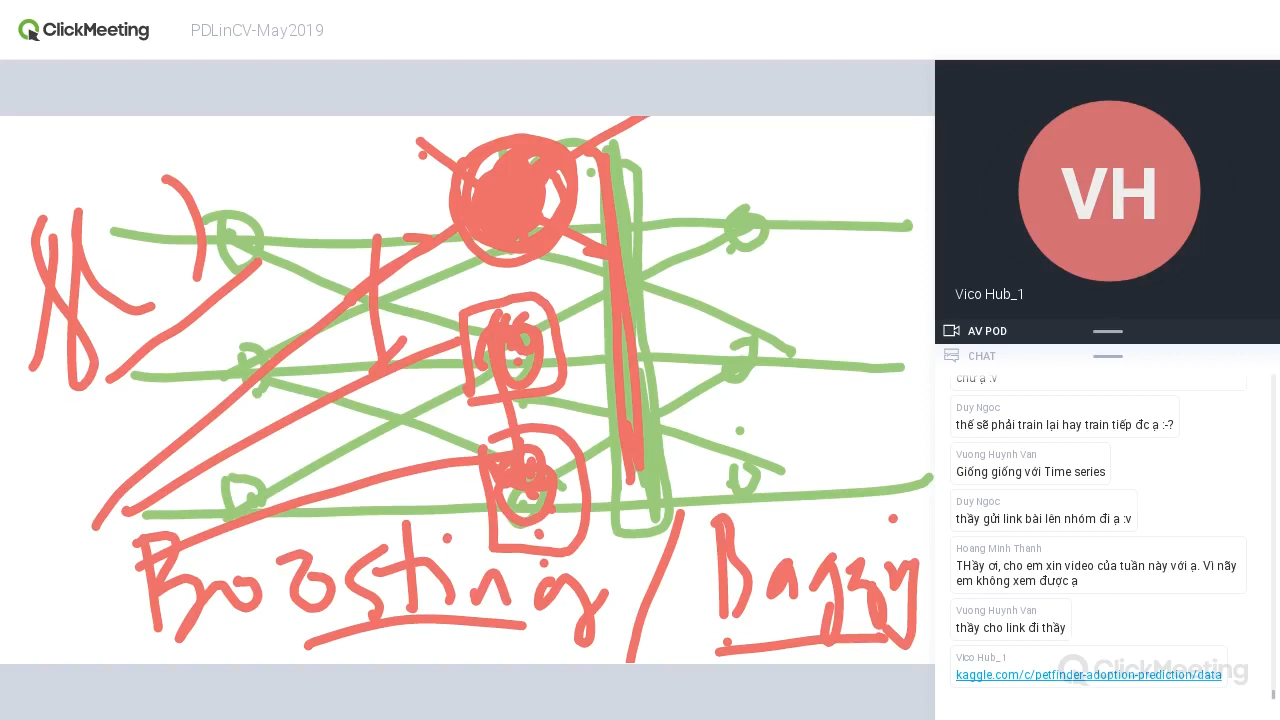 ClickMeeting
PDLinCV-May2019
VH
Vico Hub_1
AV POD
CHAT
chứ ạ :v
Duy Ngoc
thế sẽ phải train lại hay train tiếp đc ạ :-?
Vuong Huynh Van
Giống giống với Time series
Duy Ngoc
thầy gửi link bài lên nhóm đi ạ :v
Hoang Minh Thanh
THầy ơi, cho em xin video của tuần này với ạ. Vì nãy
em không xem được ạ
Vuong Huynh Van
thầy cho link đi thầy
Vico Hub_1
kaggle.com/c/petfinder-adoption-prediction/data
ClickMeeting
Boosting / Bagging